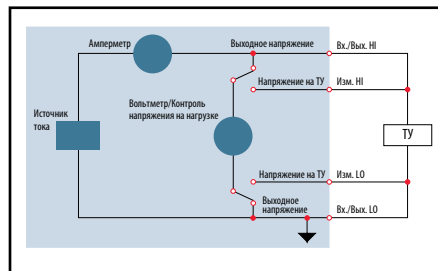 Амперметр
Выходное напряжение
Вх./Вых. HI
Напряжение на ТУ
Изм. HI
Источник
тока
Вольтметр/Контроль
напряжения на нагрузке
ТУ
Напряжение на ТУ
Изм. LO
Выходное
напряжение
Вх./Вых. LO